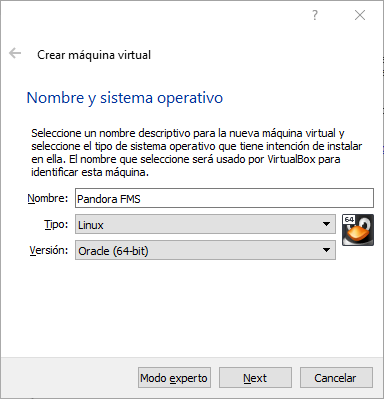 ?
Crear máquina virtual
Nombre y sistema operativo
Seleccione un nombre descriptivo para la nueva máquina virtual y
seleccione el tipo de sistema operativo que tiene intención de instalar
en ella. El nombre que seleccione será usado por VirtualBox para
identificar esta máquina.
Nombre: Pandora FMS
Tipo: Linux
64
Versión: Oracle (64-bit)
Modo experto Next Cancelar